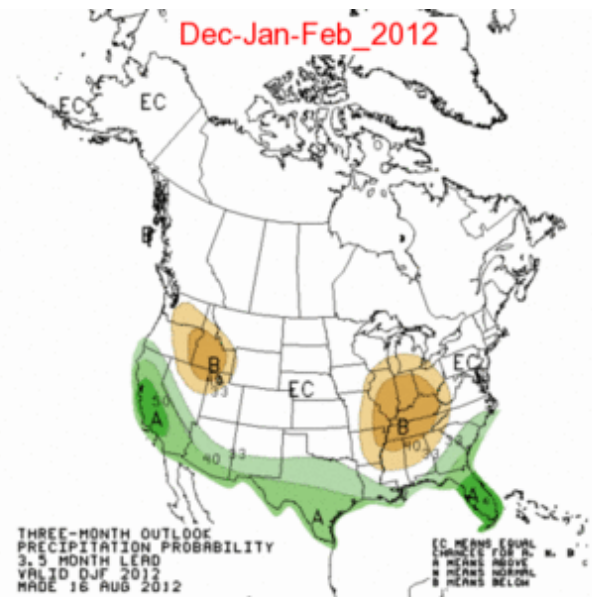 Dec-Jan-Feb_2012
EC
EC
B
B
40
33
EC
EC
50
A
40
33
B
40
33
33
A
A
THREE-MONTH OUTLOOK
PRECIPITATION PROBABILITY
3.5 MONTH LEAD
VALID DJF 2012
MADE 16 AUG 2012
EC MEANS EQUAL
CHANCES FOR A, N, B
A MEANS ABOVE
N MEANS NORMAL
B MEANS BELOW